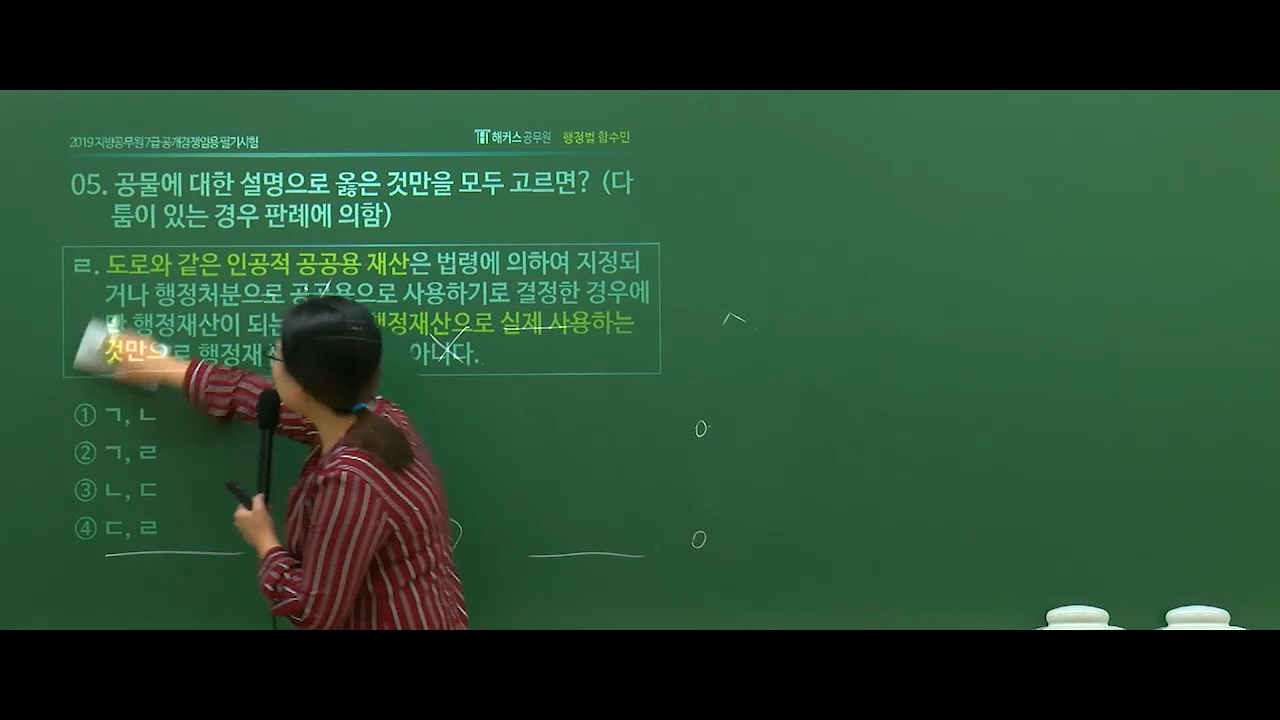 2019 지방공무원 7급 공개경쟁임용 필기시험
해커스공무원 행정법 함수민
05. 공물에 대한 설명으로 옳은 것만을 모두 고르면? (다
툼이 있는 경우 판례에 의함)
ㄹ. 도로와 같은 인공적 공공용 재산은 법령에 의하여 지정되
거나 행정처분으로 공공용으로 사용하기로 결정한 경우에
만 행정재산이 되는 행정재산으로 실제 사용하는
것만으로 행정재 아니다.
① ㄱ, ㄴ
② ㄱ, ㄹ
③ ㄴ, ㄷ
④ ㄷ, ㄹ